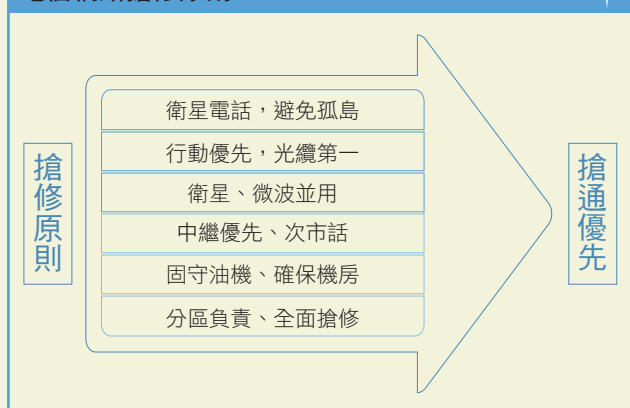 搶修原則
衛星電話，避免孤島
行動優先，光纜第一
衛星、微波並用
中繼優先、次市話
固守油機、確保機房
分區負責、全面搶修
搶通優先